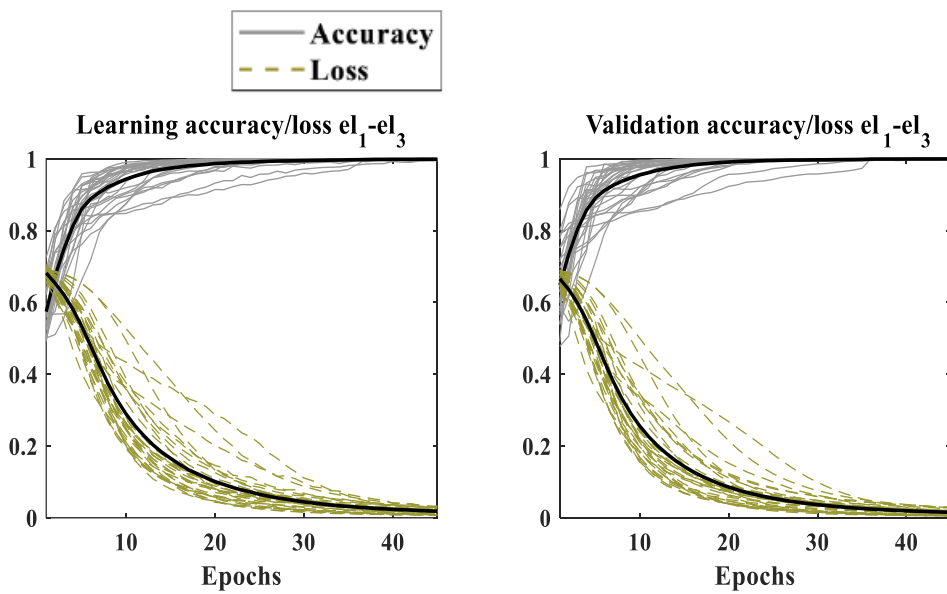 Accuracy
Loss
Learning accuracy/loss el1-el3
Validation accuracy/loss el1-el3
1
0.8
0.6
0.4
0.2
0
10 20 30 40
Epochs
1
0.8
0.6
0.4
0.2
0
10 20 30 40
Epochs